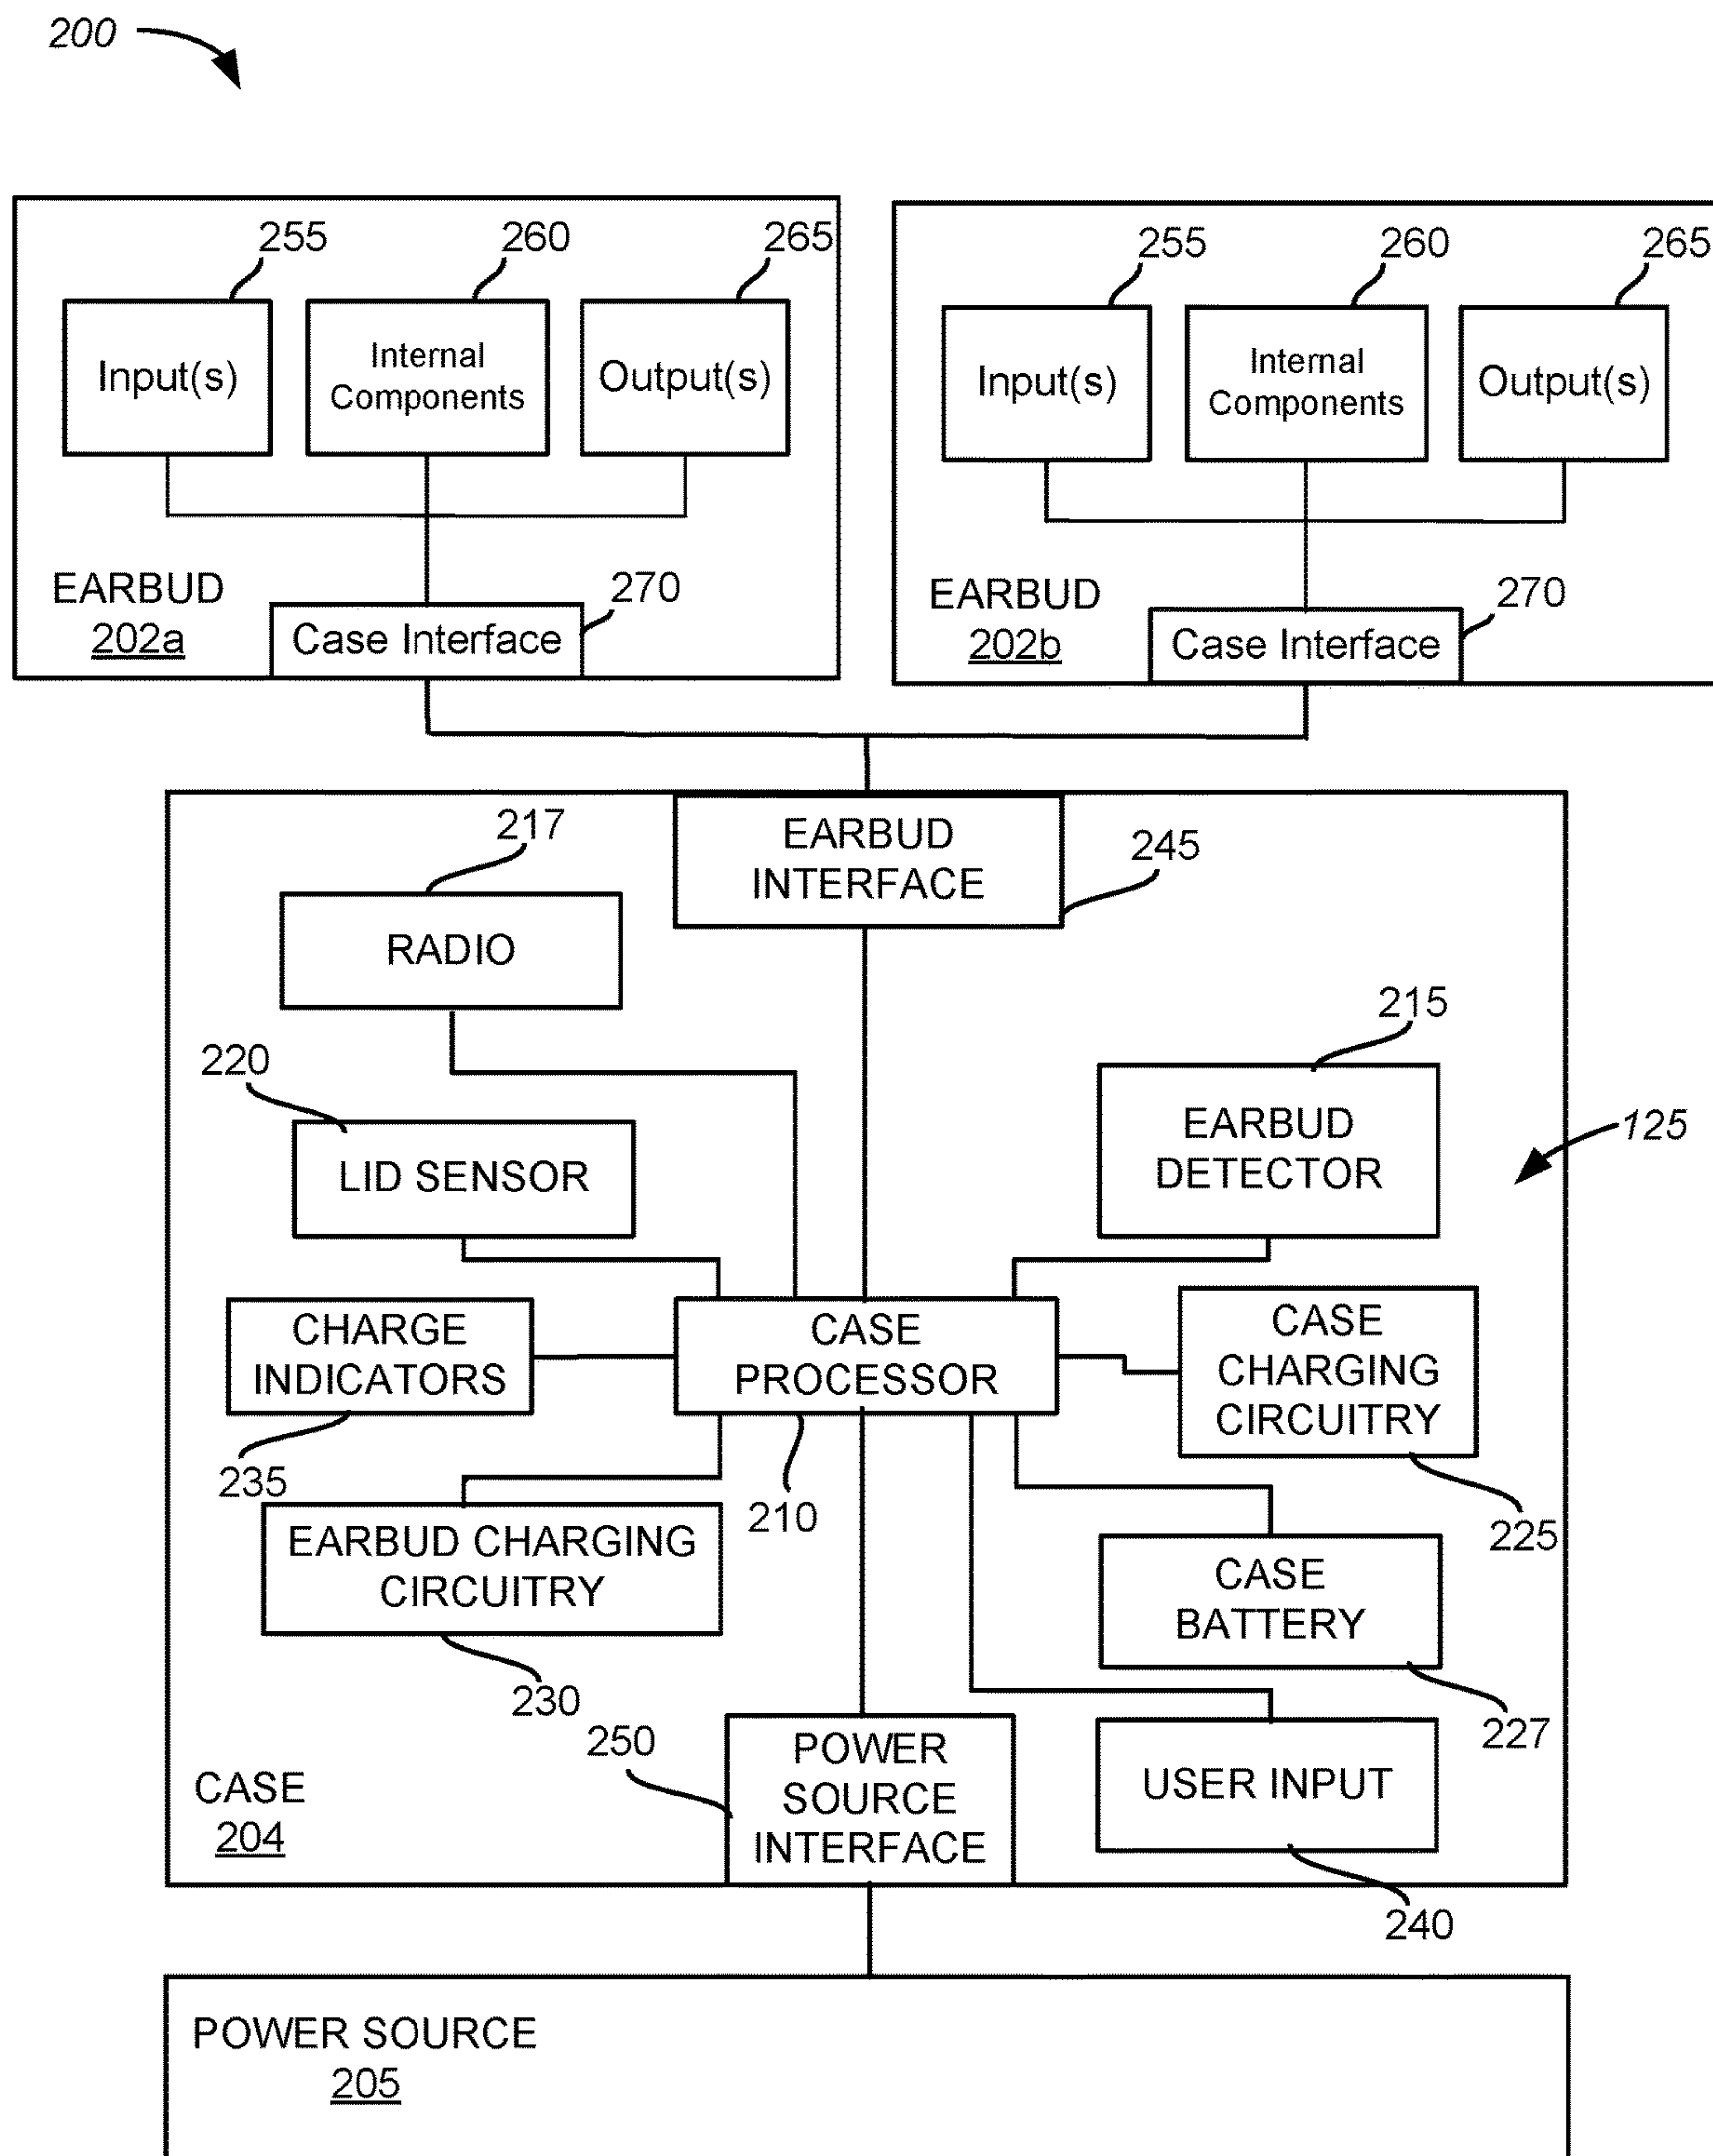 200
255
260
265
Input(s)
Internal
Components
Output(s)
EARBUD
202a
270
Case Interface
255
260
265
Input(s)
Internal
Components
Output(s)
EARBUD
202b
270
Case Interface
217
EARBUD
INTERFACE
245
RADIO
215
220
EARBUD
DETECTOR
125
LID SENSOR
CHARGE
INDICATORS
CASE
PROCESSOR
CASE
CHARGING
CIRCUITRY
235
210
225
EARBUD CHARGING
CIRCUITRY
CASE
BATTERY
230
227
250
POWER
SOURCE
INTERFACE
USER INPUT
CASE
204
240
POWER SOURCE
205